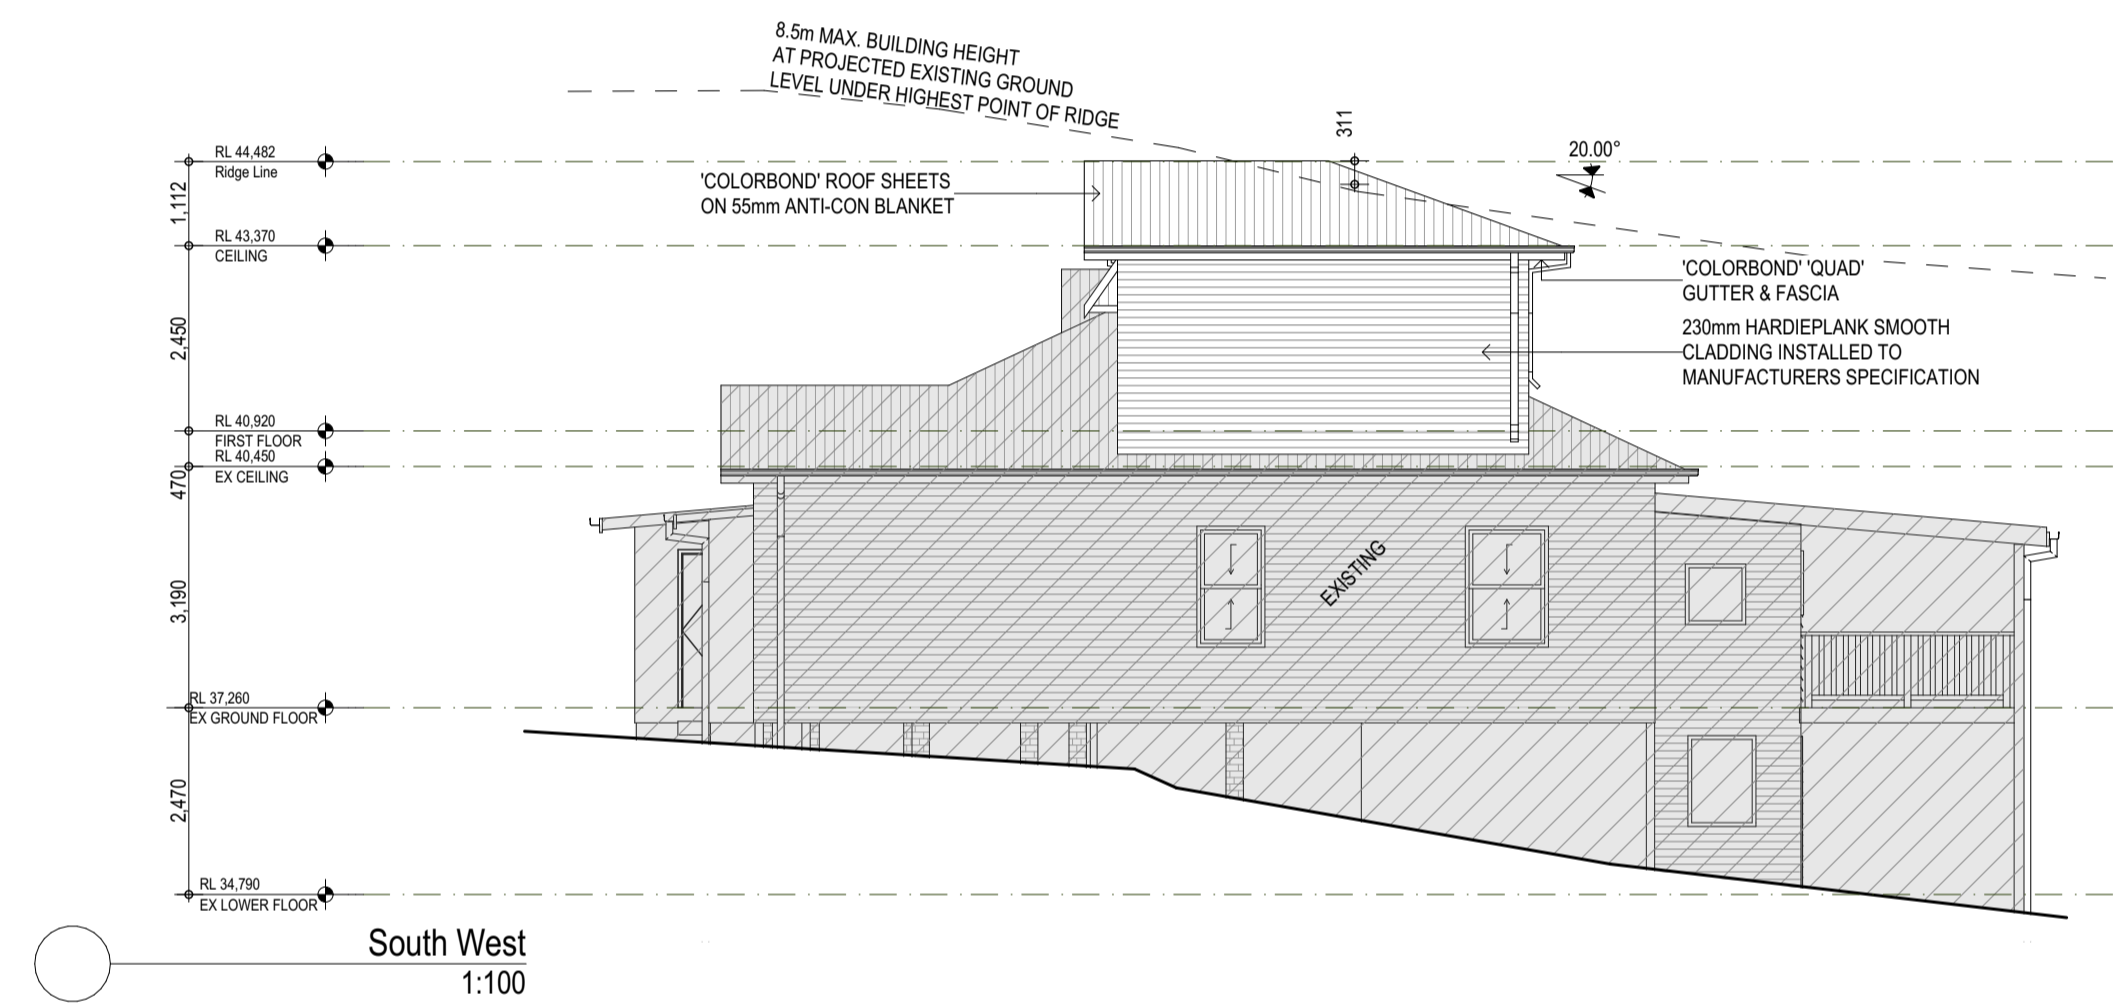 8.5m MAX. BUILDING HEIGHT
AT PROJECTED EXISTING GROUND
LEVEL UNDER HIGHEST POINT OF RIDGE
311
20.00°
RL 44,482
Ridge Line
1,112
'COLORBOND' ROOF SHEETS
ON 55mm ANTI-CON BLANKET
RL 43,370
CEILING
'COLORBOND' 'QUAD'
GUTTER & FASCIA
230mm HARDIEPLANK SMOOTH
CLADDING INSTALLED TO
MANUFACTURERS SPECIFICATION
2,450
RL 40,920
FIRST FLOOR
RL 40,450
EX CEILING
470
EXISTING
3,190
RL 37,260
EX GROUND FLOOR
2,470
RL 34,790
EX LOWER FLOOR
South West
1:100